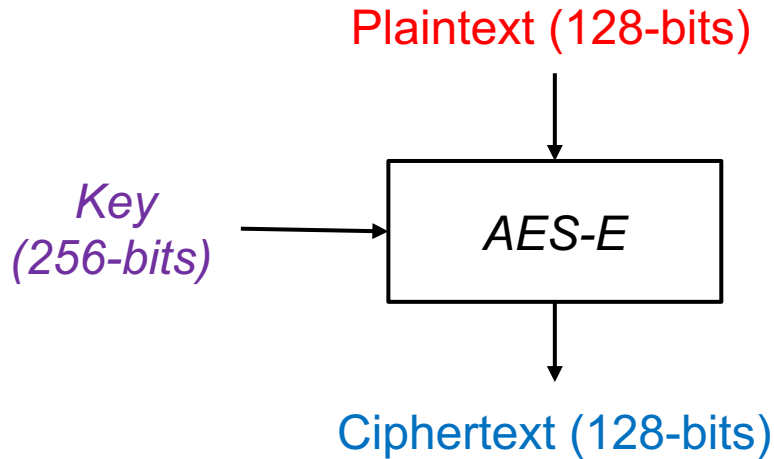 Plaintext (128-bits)
Key
(256-bits)
AES-E
Ciphertext (128-bits)